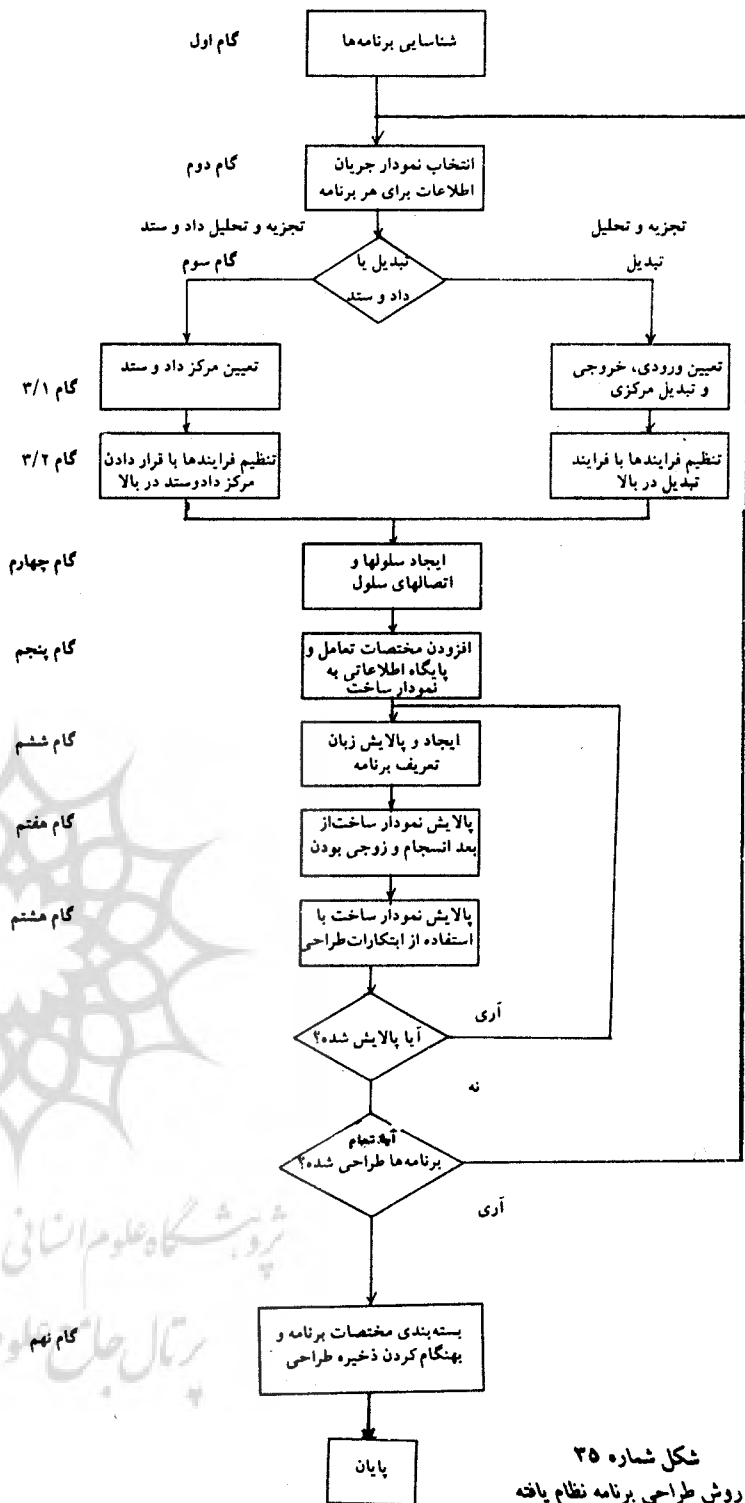 گام اول
شناسایی برنامه‌ها
گام دوم
انتخاب نمودار جریان
اطلاعات برای هر برنامه
تجزیه و تحلیل داد و ستد
گام سوم
تبدیل یا
داد و ستد
تجزیه و تحلیل
تبدیل
گام ۳/۱
تعیین ورودی، خروجی
و تبدیل مرکزی
تعیین مرکز داد و ستد
گام ۳/۲
تنظیم فرایندها با فرایند
تبدیل در بالا
تنظیم فرایندها با قرار دادن
مرکز دادوستد در بالا
گام چهارم
ایجاد سلولها و
اتصالهای سلول
گام پنجم
افزودن مختصات تعامل و
پایگاه اطلاعاتی به
نمودار ساخت
گام ششم
ایجاد و پالایش زبان
تعریف برنامه
گام هفتم
پالایش نمودار ساخت‌از
بعد انسجام و زوجی بودن
گام هشتم
پالایش نمودار ساخت با
استفاده از ابتکارات‌طراحی
آیا پالایش شده؟
آری
نه
برنامه‌ها طراحی شده؟
آری
گام نهم
بسته‌بندی مختصات برنامه و
بهنگام کردن ذخیره طراحی
پایان
شکل شماره ۳۵
روش طراحی برنامه نظام یافته
پژوهشگاه علوم انسانی
پرتال جامع علو